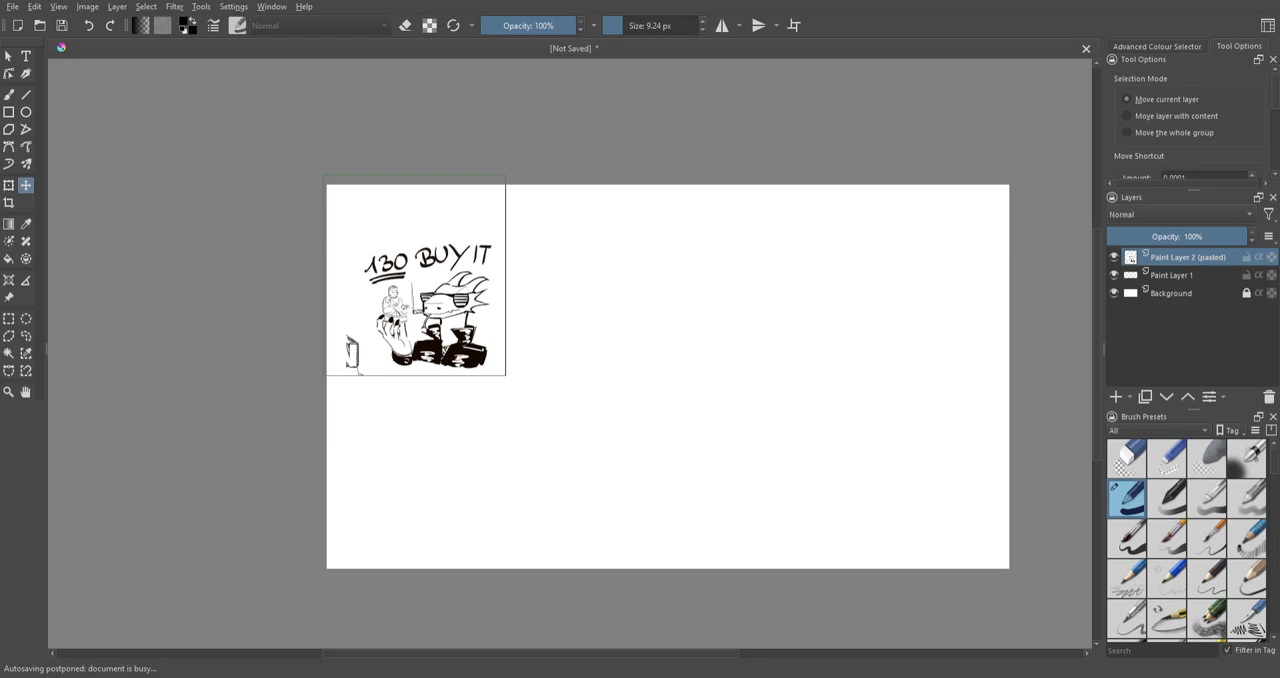 File Edit View Image Layer Select Filter Tools Settings Window Help
Normal Opacity: 100% Size: 9.24 px
[Not Saved] *
Advanced Colour Selector Tool Options
Tool Options
Selection Mode
Move current layer
Move layer with content
Move the whole group
Move Shortcut
Amount: 0.0001
Layers
Normal
Opacity: 100%
Paint Layer 2 (pasted)
Paint Layer 1
Background
130 BUY IT
Brush Presets
All Tag
Search Filter in Tag
Autosaving postponed: document is busy...